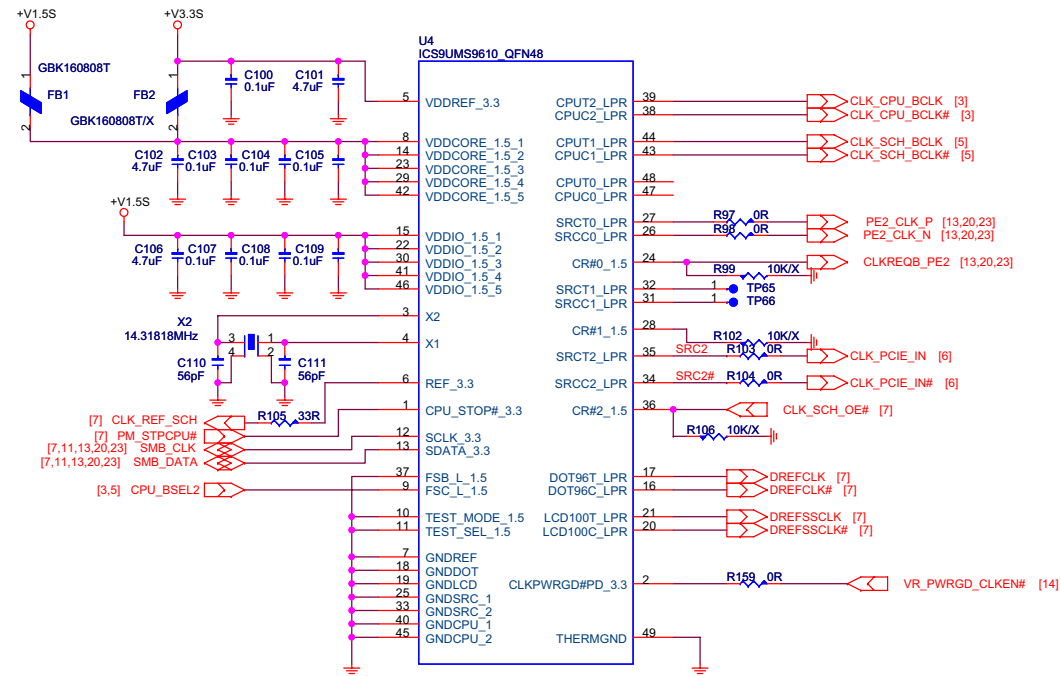 +V1.5S
+V3.3S
GBK160808T
FB1
1
2
FB2
GBK160808T/X
1
2
C100
0.1uF
C101
4.7uF
C102
4.7uF
C103
0.1uF
C104
0.1uF
C105
0.1uF
+V1.5S
C106
4.7uF
C107
0.1uF
C108
0.1uF
C109
0.1uF
X2
14.31818MHz
3
4
1
2
C110
56pF
C111
56pF
[7] CLK_REF_SCH
R105 33R
[7] PM_STPCPU#
[7,11,13,20,23] SMB_CLK
[7,11,13,20,23] SMB_DATA
[3,5] CPU_BSEL2
U4
ICS9UMS9610_QFN48
5 VDDREF_3.3
8 VDDCORE_1.5_1
14 VDDCORE_1.5_2
23 VDDCORE_1.5_3
29 VDDCORE_1.5_4
42 VDDCORE_1.5_5
15 VDDIO_1.5_1
22 VDDIO_1.5_2
30 VDDIO_1.5_3
41 VDDIO_1.5_4
46 VDDIO_1.5_5
3 X2
4 X1
6 REF_3.3
1 CPU_STOP#_3.3
12 SCLK_3.3
13 SDATA_3.3
37 FSB_L_1.5
9 FSC_L_1.5
10 TEST_MODE_1.5
11 TEST_SEL_1.5
7 GNDREF
18 GNDDOT
19 GNDLCD
25 GNDSRC_1
33 GNDSRC_2
40 GNDCPU_1
45 GNDCPU_2
CPUT2_LPR 39 CLK_CPU_BCLK [3]
CPUC2_LPR 38 CLK_CPU_BCLK# [3]
CPUT1_LPR 44 CLK_SCH_BCLK [5]
CPUC1_LPR 43 CLK_SCH_BCLK# [5]
CPUT0_LPR 48
CPUC0_LPR 47
SRCT0_LPR 27 R97 0R PE2_CLK_P [13,20,23]
SRCC0_LPR 26 R98 0R PE2_CLK_N [13,20,23]
CR#0_1.5 24 CLKREQB_PE2 [13,20,23]
R99 10K/X
SRCT1_LPR 32 1 TP65
SRCC1_LPR 31 1 TP66
CR#1_1.5 28
R102 10K/X
SRCT2_LPR 35 SRC2 R103 0R CLK_PCIE_IN [6]
SRCC2_LPR 34 SRC2# R104 0R CLK_PCIE_IN# [6]
CR#2_1.5 36 CLK_SCH_OE# [7]
R106 10K/X
DOT96T_LPR 17 DREFCLK [7]
DOT96C_LPR 16 DREFCLK# [7]
LCD100T_LPR 21 DREFSSCLK [7]
LCD100C_LPR 20 DREFSSCLK# [7]
CLKPWRGD#PD_3.3 2 R159 0R VR_PWRGD_CLKEN# [14]
THERMGND 49